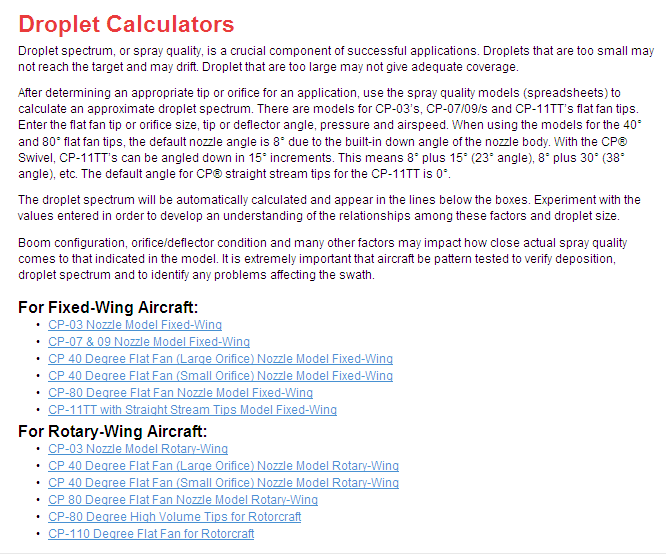 Droplet Calculators
Droplet spectrum, or spray quality, is a crucial component of successful applications. Droplets that are too small may
not reach the target and may drift. Droplet that are too large may not give adequate coverage.
After determining an appropriate tip or orifice for an application, use the spray quality models (spreadsheets) to
calculate an approximate droplet spectrum. There are models for CP-03's, CP-07/09/s and CP-11TT's flat fan tips.
Enter the flat fan tip or orifice size, tip or deflector angle, pressure and airspeed. When using the models for the 40°
and 80° flat fan tips, the default nozzle angle is 8° due to the built-in down angle of the nozzle body. With the CP®
Swivel, CP-11TT's can be angled down in 15° increments. This means 8° plus 15° (23° angle), 8° plus 30° (38°
angle), etc. The default angle for CP® straight stream tips for the CP-11TT is 0°.
The droplet spectrum will be automatically calculated and appear in the lines below the boxes. Experiment with the
values entered in order to develop an understanding of the relationships among these factors and droplet size.
Boom configuration, orifice/deflector condition and many other factors may impact how close actual spray quality
comes to that indicated in the model. It is extremely important that aircraft be pattern tested to verify deposition,
droplet spectrum and to identify any problems affecting the swath.
For Fixed-Wing Aircraft:
• CP-03 Nozzle Model Fixed-Wing
• CP-07 & 09 Nozzle Model Fixed-Wing
• CP 40 Degree Flat Fan (Large Orifice) Nozzle Model Fixed-Wing
• CP 40 Degree Flat Fan (Small Orifice) Nozzle Model Fixed-Wing
• CP-80 Degree Flat Fan Nozzle Model Fixed-Wing
• CP-11TT with Straight Stream Tips Model Fixed-Wing
For Rotary-Wing Aircraft:
• CP-03 Nozzle Model Rotary-Wing
• CP 40 Degree Flat Fan (Large Orifice) Nozzle Model Rotary-Wing
• CP 40 Degree Flat Fan (Small Orifice) Nozzle Model Rotary-Wing
• CP 80 Degree Flat Fan Nozzle Model Rotary-Wing
• CP-80 Degree High Volume Tips for Rotorcraft
• CP-110 Degree Flat Fan for Rotorcraft